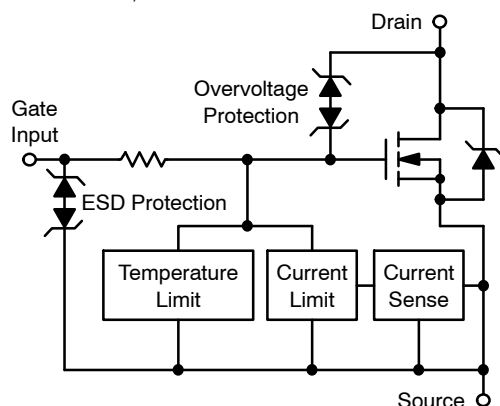 Drain
Overvoltage
Protection
Gate
Input
ESD Protection
Temperature
Limit
Current
Limit
Current
Sense
Source